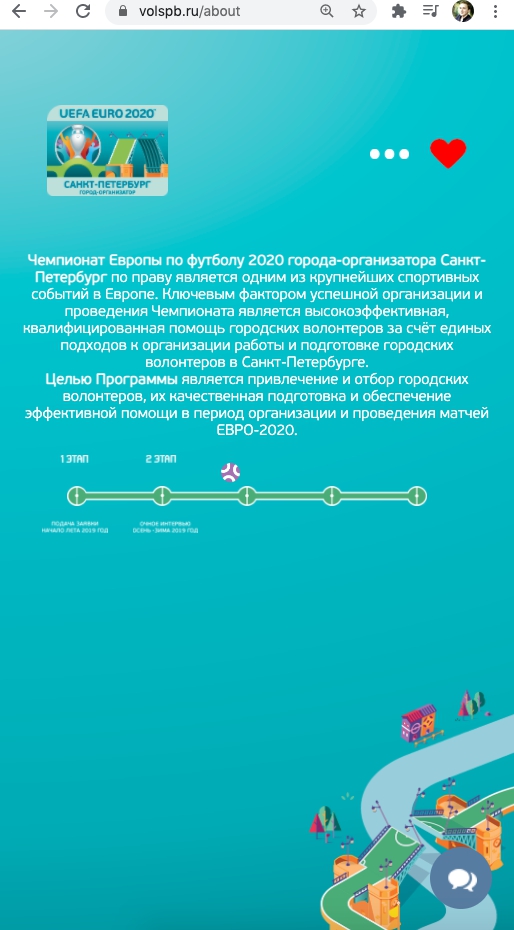 volspb.ru/about
UEFA EURO 2020
САНКТ-ПЕТЕРБУРГ
ГОРОД-ОРГАНИЗАТОР
Чемпионат Европы по футболу 2020 города-организатора Санкт-
Петербург по праву является одним из крупнейших спортивных
событий в Европе. Ключевым фактором успешной организации и
проведения Чемпионата является высокоэффективная,
квалифицированная помощь городских волонтеров за счёт единых
подходов к организации работы и подготовке городских
волонтеров в Санкт-Петербурге.
Целью Программы является привлечение и отбор городских
волонтеров, их качественная подготовка и обеспечение
эффективной помощи в период организации и проведения матчей
ЕВРО-2020.
1 ЭТАП 2 ЭТАП
ПОДАЧА ЗАЯВКИ ОЧНОЕ ИНТЕРВЬЮ
НАЧАЛО ЛЕТА 2019 ГОД ОСЕНЬ -ЗИМА 2019 ГОД